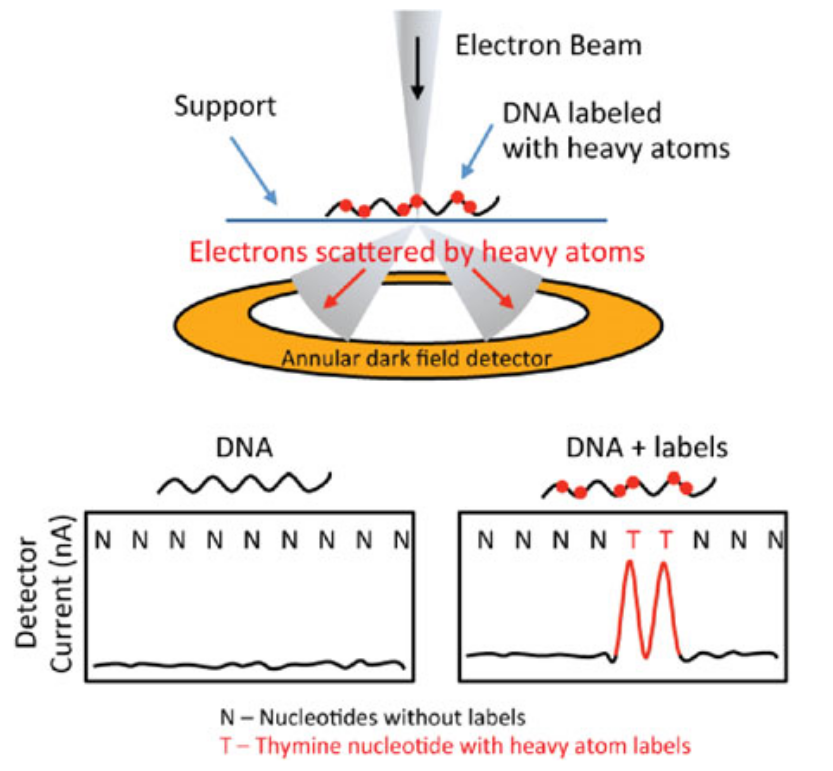 Electron Beam
Support
DNA labeled
with heavy atoms
Electrons scattered by heavy atoms
Annular dark field detector
DNA
DNA + labels
Detector
Current (nA)
N N N N N N N N N
N N N N T T N N N
N – Nucleotides without labels
T – Thymine nucleotide with heavy atom labels